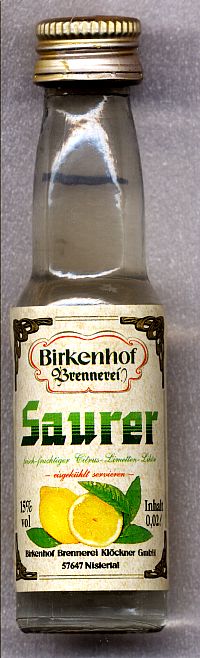 Birkenhof
Brennerei
Saurer
frisch-fruchtiger Citrus-Limetten-Likör
– eisgekühlt servieren –
15% vol
Inhalt 0,02 l
Birkenhof Brennerei Klöckner GmbH
57647 Nistertal